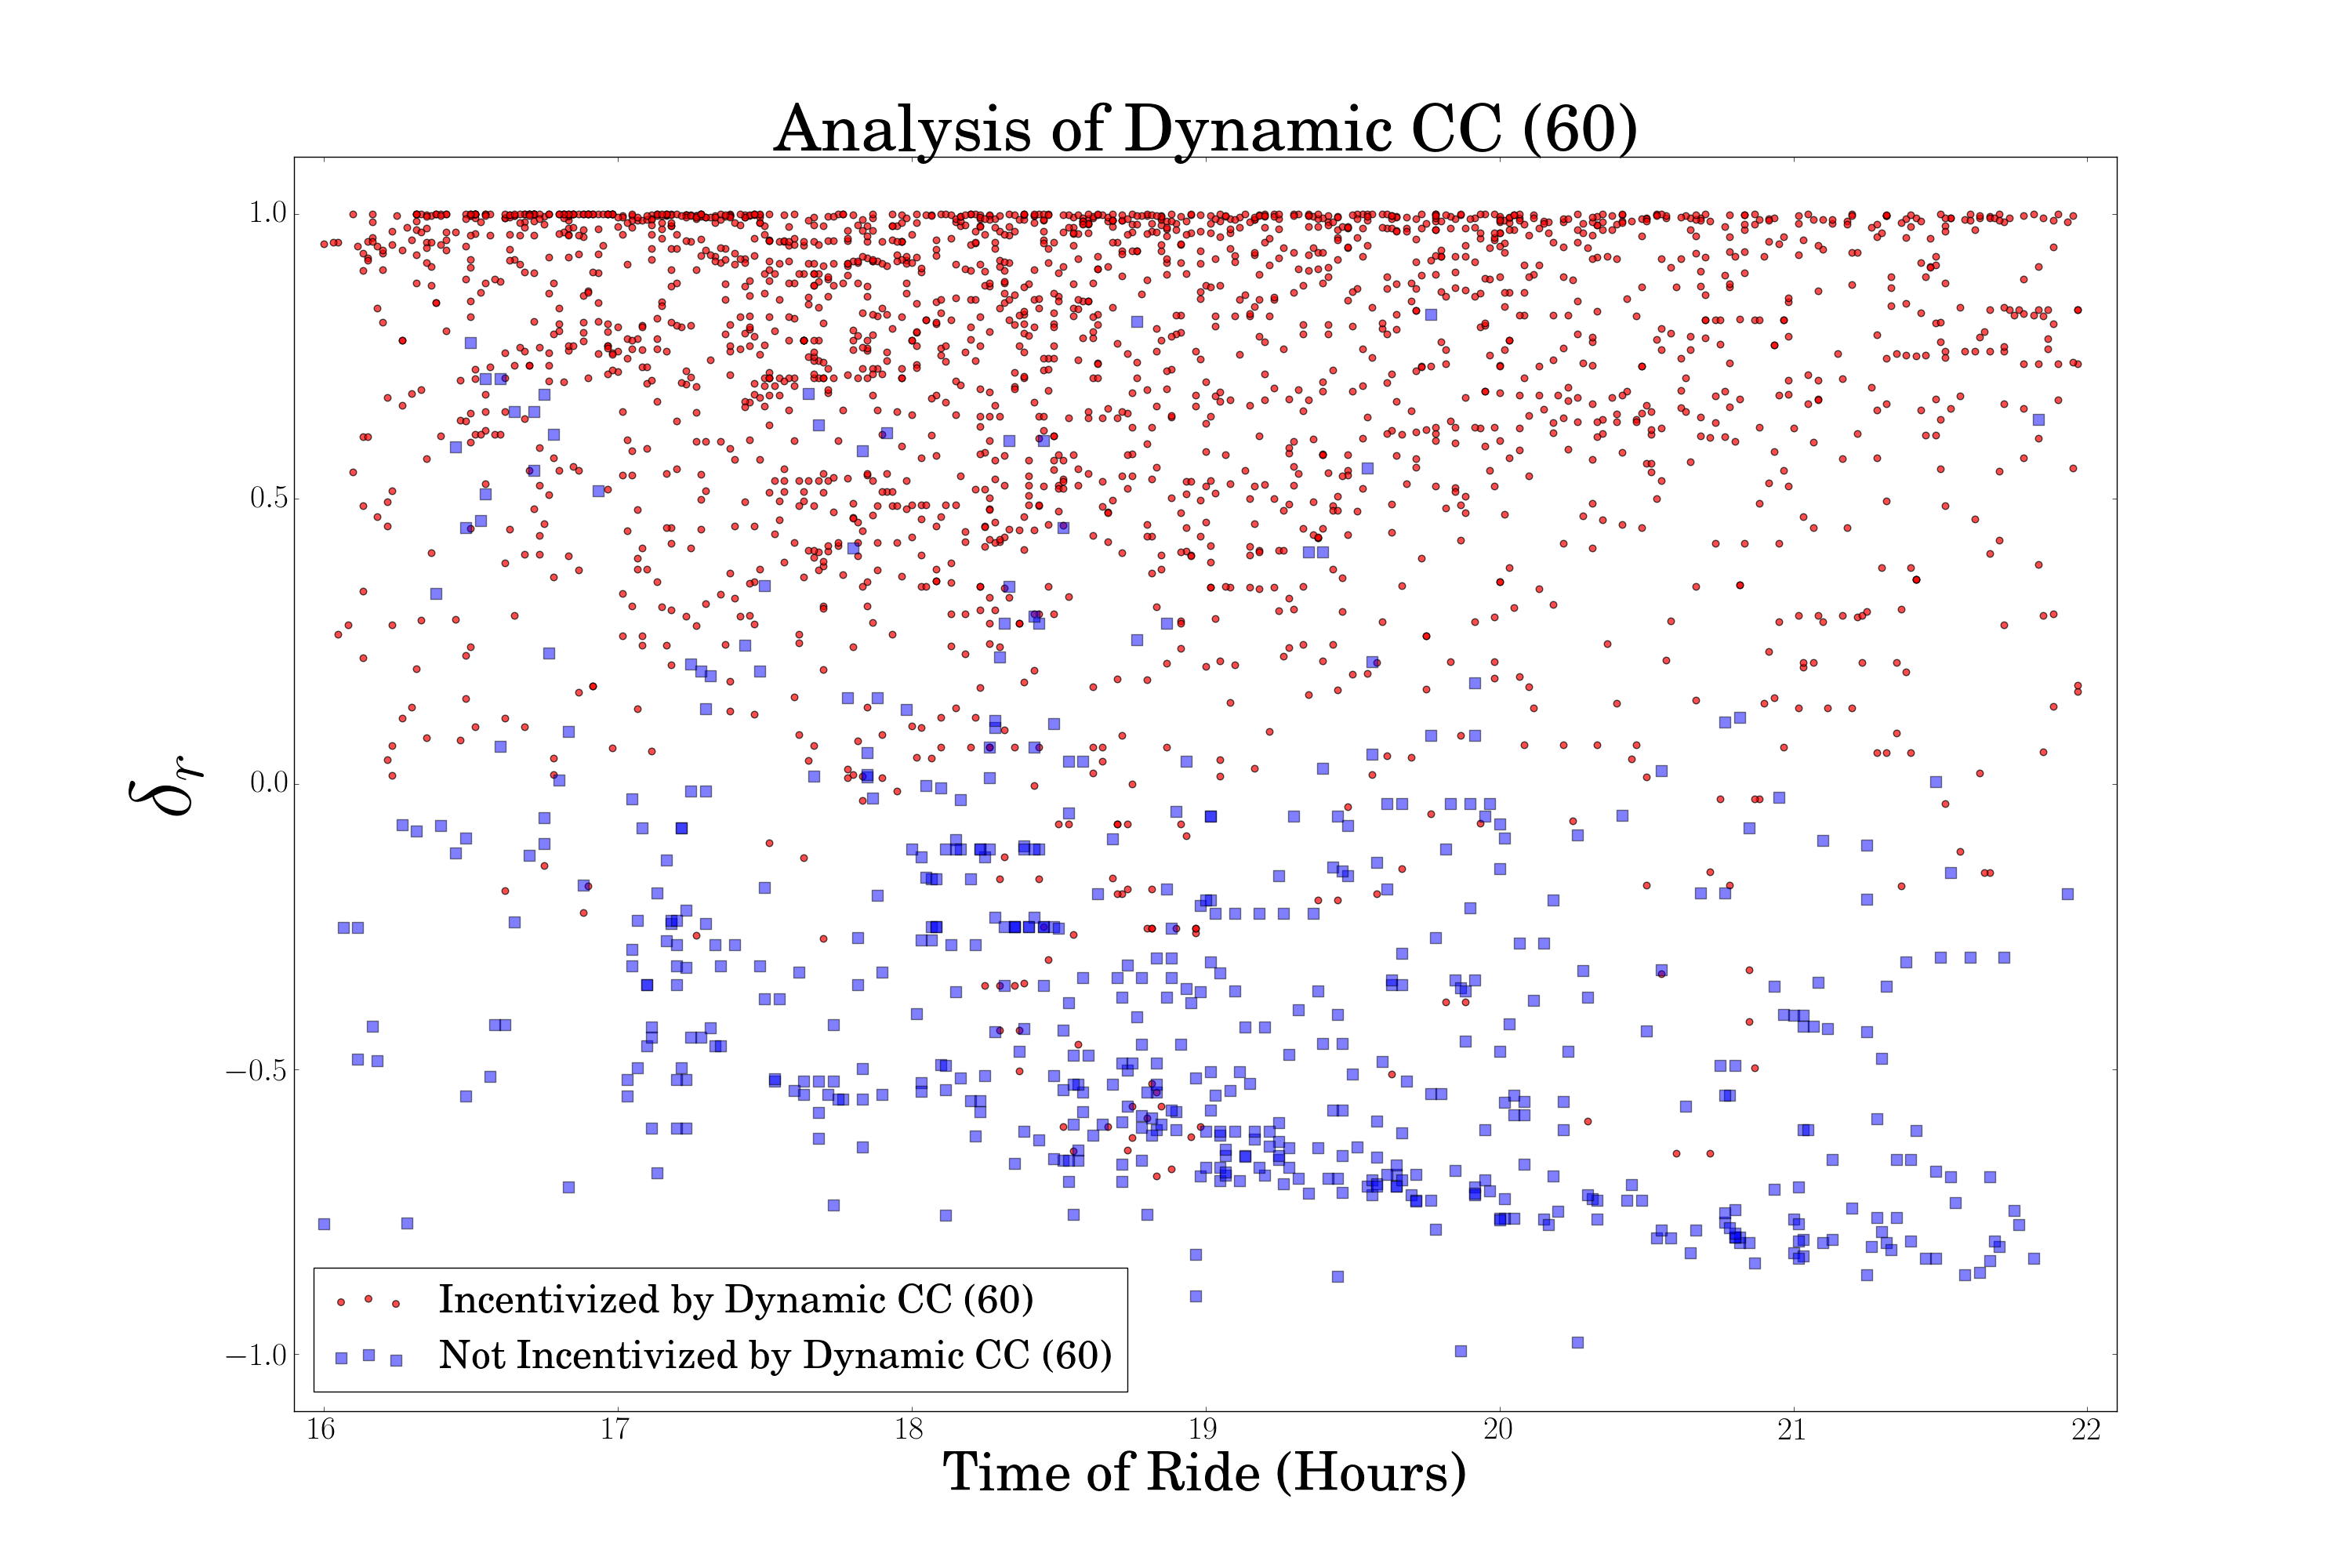 Analysis of Dynamic CC (60)
1.0
0.5
0.0
−0.5
−1.0
δr
Incentivized by Dynamic CC (60)
Not Incentivized by Dynamic CC (60)
16 17 18 19 20 21 22
Time of Ride (Hours)